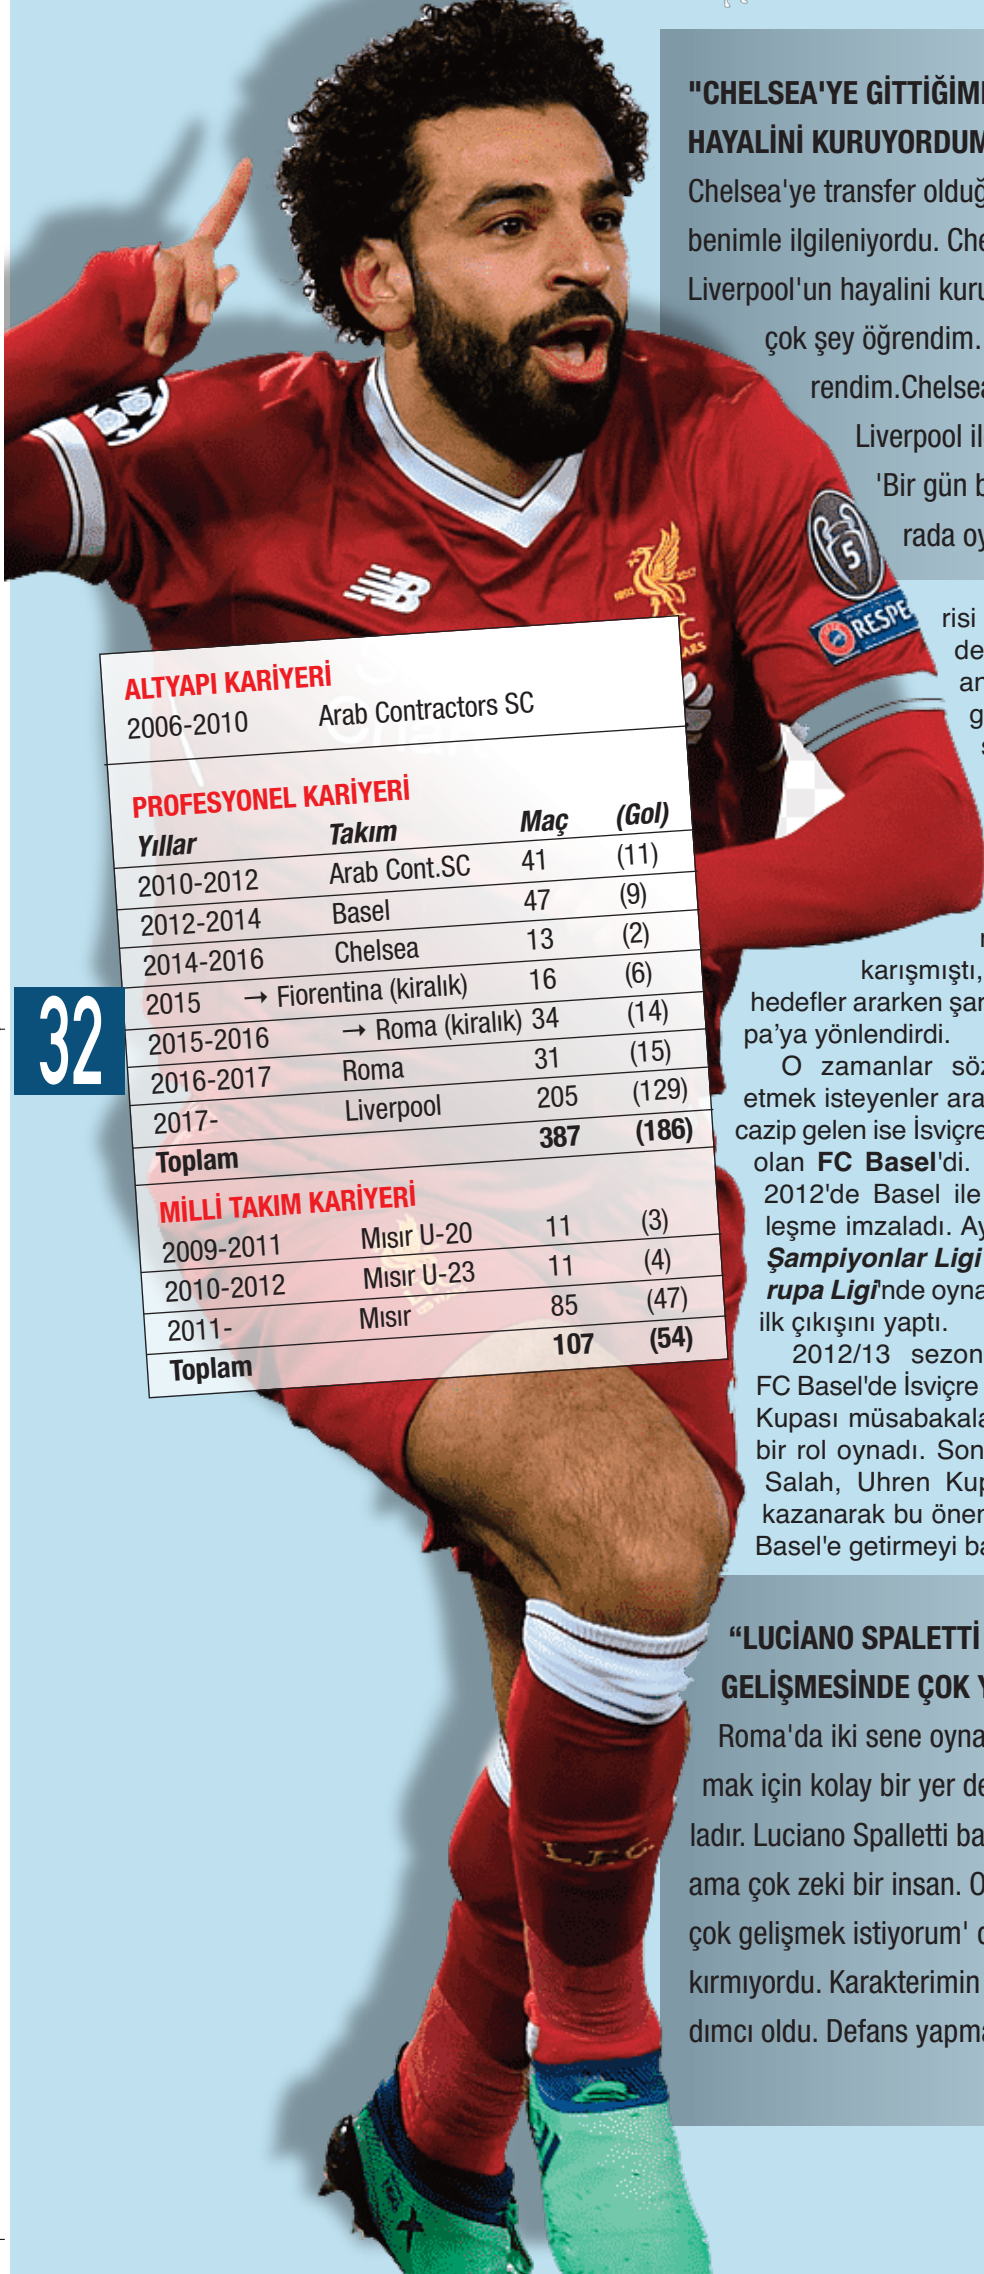 "CHELSEA'YE GİTTİĞİM
HAYALİNİ KURUYORDUM
Chelsea'ye transfer olduğ
benimle ilgileniyordu. Che
Liverpool'un hayalini kuru
çok şey öğrendim.
rendim.Chelsea
Liverpool il
'Bir gün b
rada oy
5
RESPE
risi
de
an
g
s
ALTYAPI KARİYERİ
2006-2010 Arab Contractors SC
PROFESYONEL KARİYERİ
Yıllar Takım Maç (Gol)
2010-2012 Arab Cont.SC 41 (11)
2012-2014 Basel 47 (9)
2014-2016 Chelsea 13 (2)
2015 → Fiorentina (kiralık) 16 (6)
2015-2016 → Roma (kiralık) 34 (14)
2016-2017 Roma 31 (15)
2017- Liverpool 205 (129)
Toplam 387 (186)
MİLLİ TAKIM KARİYERİ
2009-2011 Mısır U-20 11 (3)
2010-2012 Mısır U-23 11 (4)
2011- Mısır 85 (47)
Toplam 107 (54)
32
karışmıştı,
hedefler ararken şan
pa’ya yönlendirdi.
O zamanlar söz
etmek isteyenler ara
cazip gelen ise İsviçre
olan FC Basel'di.
2012'de Basel ile
leşme imzaladı. Ay
Şampiyonlar Ligi
rupa Ligi'nde oyna
ilk çıkışını yaptı.
2012/13 sezon
FC Basel'de İsviçre
Kupası müsabakala
bir rol oynadı. Son
Salah, Uhren Kup
kazanarak bu öner
Basel'e getirmeyi ba
“LUCİANO SPALETTİ
GELİŞMESİNDE ÇOK Y
Roma'da iki sene oyna
mak için kolay bir yer de
ladır. Luciano Spalletti ba
ama çok zeki bir insan. O
çok gelişmek istiyorum' d
kırmıyordu. Karakterimin
dımcı oldu. Defans yapma
L.F.C.